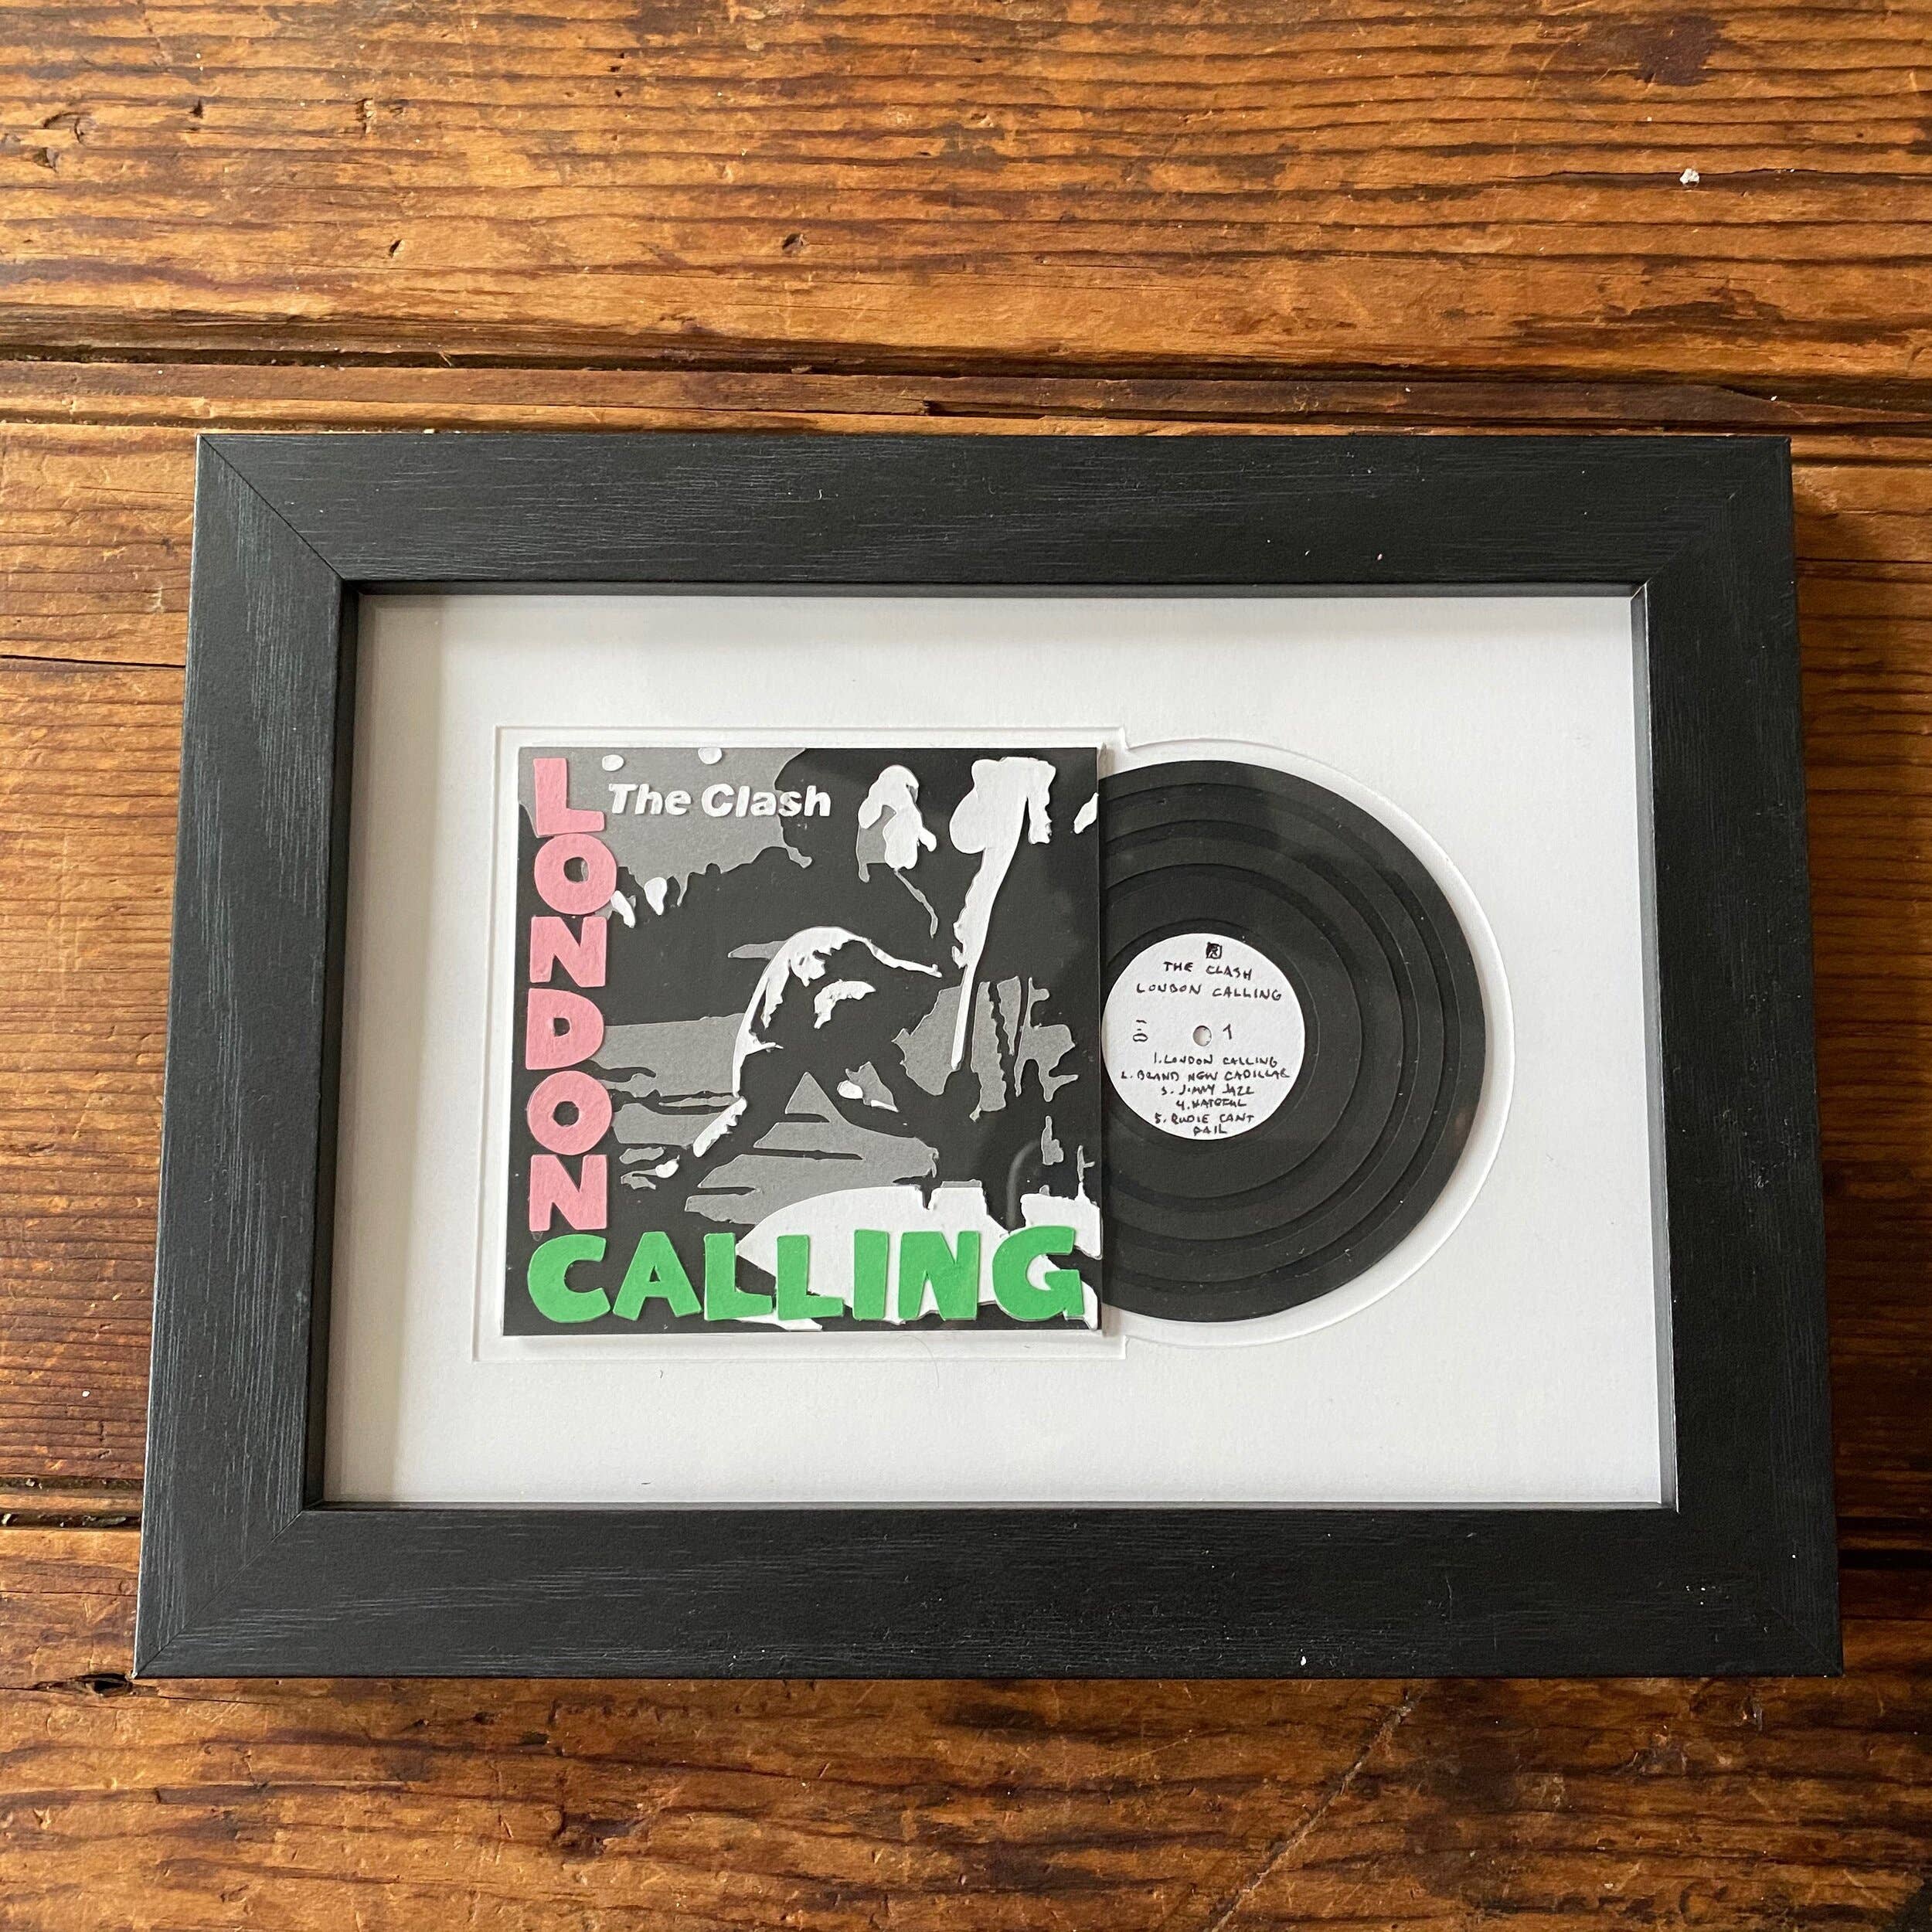 The Clash
LONDON
CALLING
THE CLASH
LONDON CALLING
1
1. LONDON CALLING
2. BRAND NEW CADILLAC
3. JIMMY JAZZ
4. HATEFUL
5. RUDIE CANT
FAIL